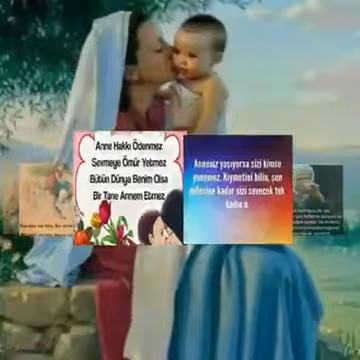 Anne Hakkı Ödenmez
Sevmeye Ömür Yetmez
Bütün Dünya Benim Olsa
Bir Tane Annem Etmez
Anneniz yaşıyorsa sizi kimse
yenemez. Kıymetini bilin, son
nefesine kadar sizi sevecek tek
kadın o.